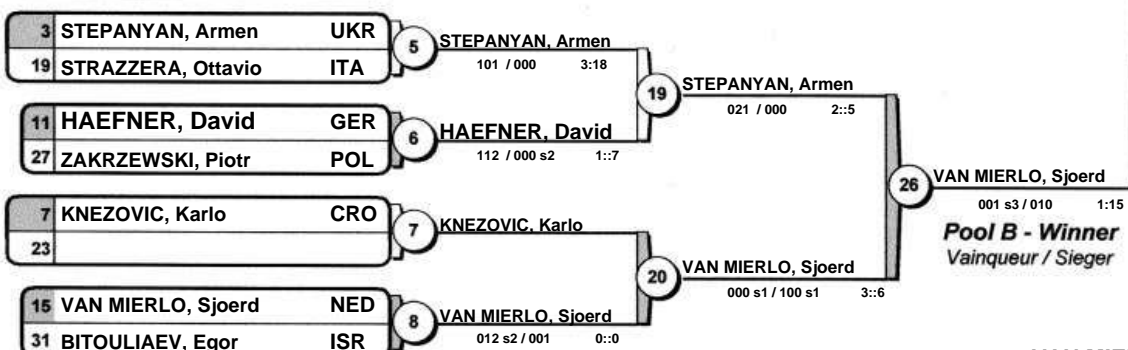 3 STEPANYAN, Armen UKR
19 STRAZZERA, Ottavio ITA
5
STEPANYAN, Armen
101 / 000 3:18
11 HAEFNER, David GER
27 ZAKRZEWSKI, Piotr POL
6
HAEFNER, David
112 / 000 s2 1::7
19
STEPANYAN, Armen
021 / 000 2::5
7 KNEZOVIC, Karlo CRO
23
7
KNEZOVIC, Karlo
15 VAN MIERLO, Sjoerd NED
31 BITOULIAEV, Egor ISR
8
VAN MIERLO, Sjoerd
012 s2 / 001 0::0
20
VAN MIERLO, Sjoerd
000 s1 / 100 s1 3::6
26
VAN MIERLO, Sjoerd
001 s3 / 010 1:15
Pool B - Winner
Vainqueur / Sieger